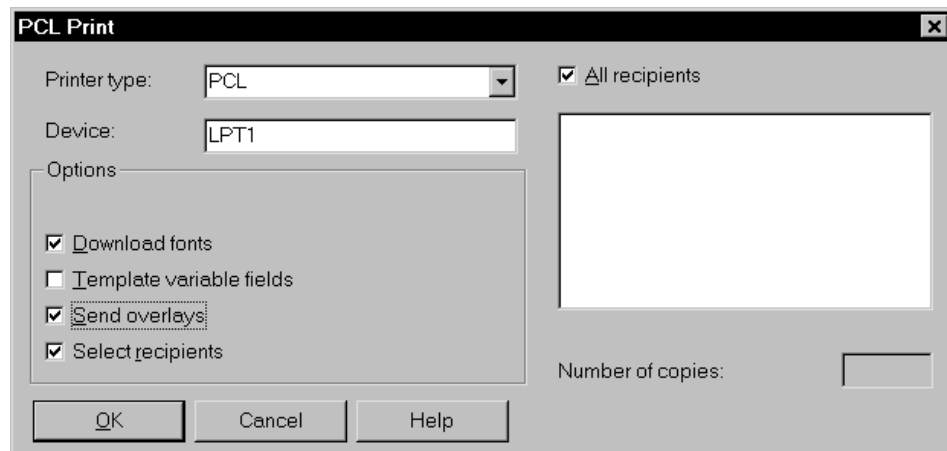 PCL Print
Printer type:
PCL
Device:
LPT1
Options
Download fonts
Template variable fields
Send overlays
Select recipients
OK
Cancel
Help
All recipients
Number of copies: